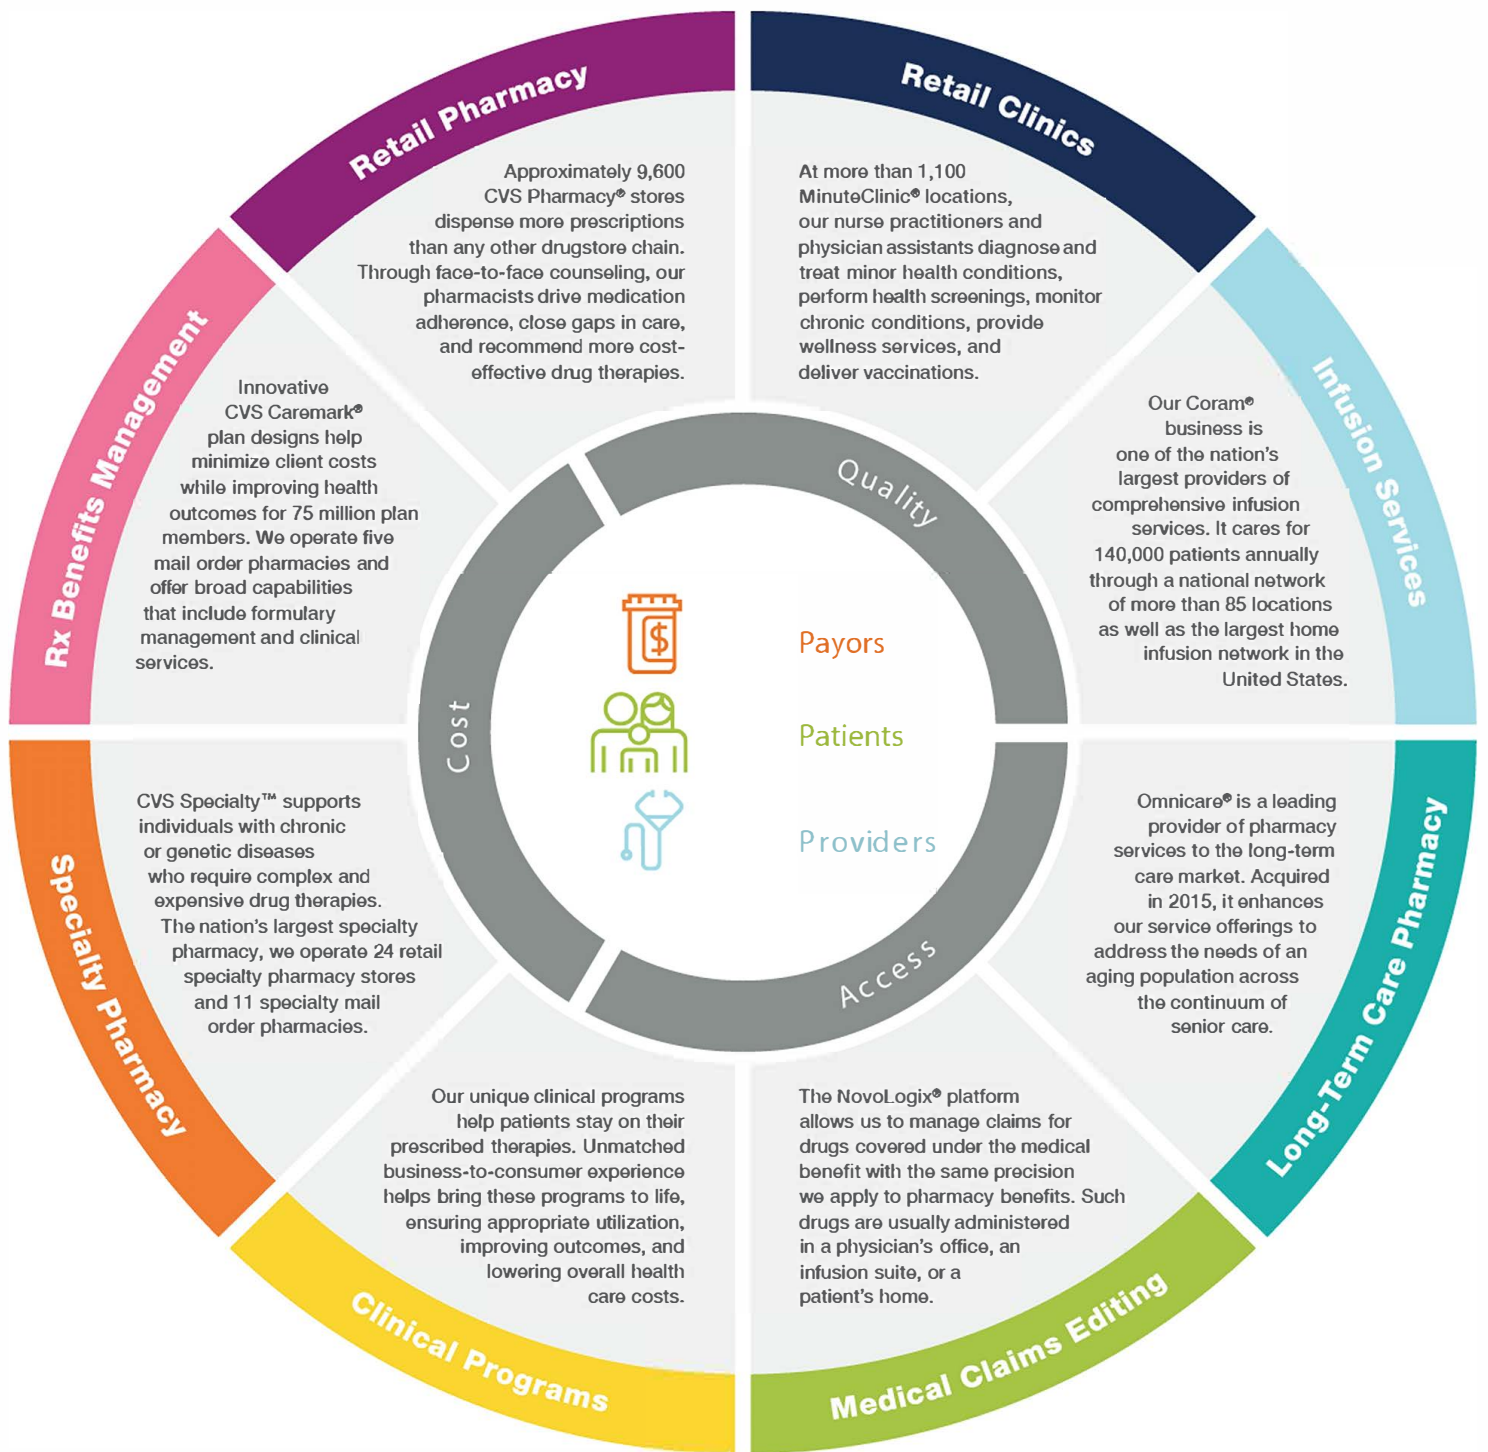 Retail Pharmacy
Approximately 9,600
CVS Pharmacy® stores
dispense more prescriptions
than any other drugstore chain.
Through face-to-face counseling, our
pharmacists drive medication
adherence, close gaps in care,
and recommend more cost-
effective drug therapies.
Retail Clinics
At more than 1,100
MinuteClinic® locations,
our nurse practitioners and
physician assistants diagnose and
treat minor health conditions,
perform health screenings, monitor
chronic conditions, provide
wellness services, and
deliver vaccinations.
Infusion Services
Our Coram®
business is
one of the nation's
largest providers of
comprehensive infusion
services. It cares for
140,000 patients annually
through a national network
of more than 85 locations
as well as the largest home
infusion network in the
United States.
Long-Term Care Pharmacy
Omnicare® is a leading
provider of pharmacy
services to the long-term
care market. Acquired
in 2015, it enhances
our service offerings to
address the needs of an
aging population across
the continuum of
senior care.
Medical Claims Editing
The NovoLogix® platform
allows us to manage claims for
drugs covered under the medical
benefit with the same precision
we apply to pharmacy benefits. Such
drugs are usually administered
in a physician's office, an
infusion suite, or a
patient's home.
Clinical Programs
Our unique clinical programs
help patients stay on their
prescribed therapies. Unmatched
business-to-consumer experience
helps bring these programs to life,
ensuring appropriate utilization,
improving outcomes, and
lowering overall health
care costs.
Specialty Pharmacy
CVS Specialty™ supports
individuals with chronic
or genetic diseases
who require complex and
expensive drug therapies.
The nation's largest specialty
pharmacy, we operate 24 retail
specialty pharmacy stores
and 11 specialty mail
order pharmacies.
Rx Benefits Management
Innovative
CVS Caremark®
plan designs help
minimize client costs
while improving health
outcomes for 75 million plan
members. We operate five
mail order pharmacies and
offer broad capabilities
that include formulary
management and clinical
services.
Quality
Access
Cost
$
Payors
Patients
Providers